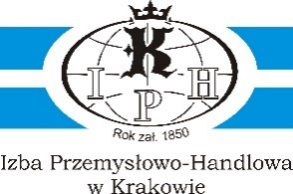 K
I H
P
Rok zał. 1850
Izba Przemysłowo-Handlowa
w Krakowie